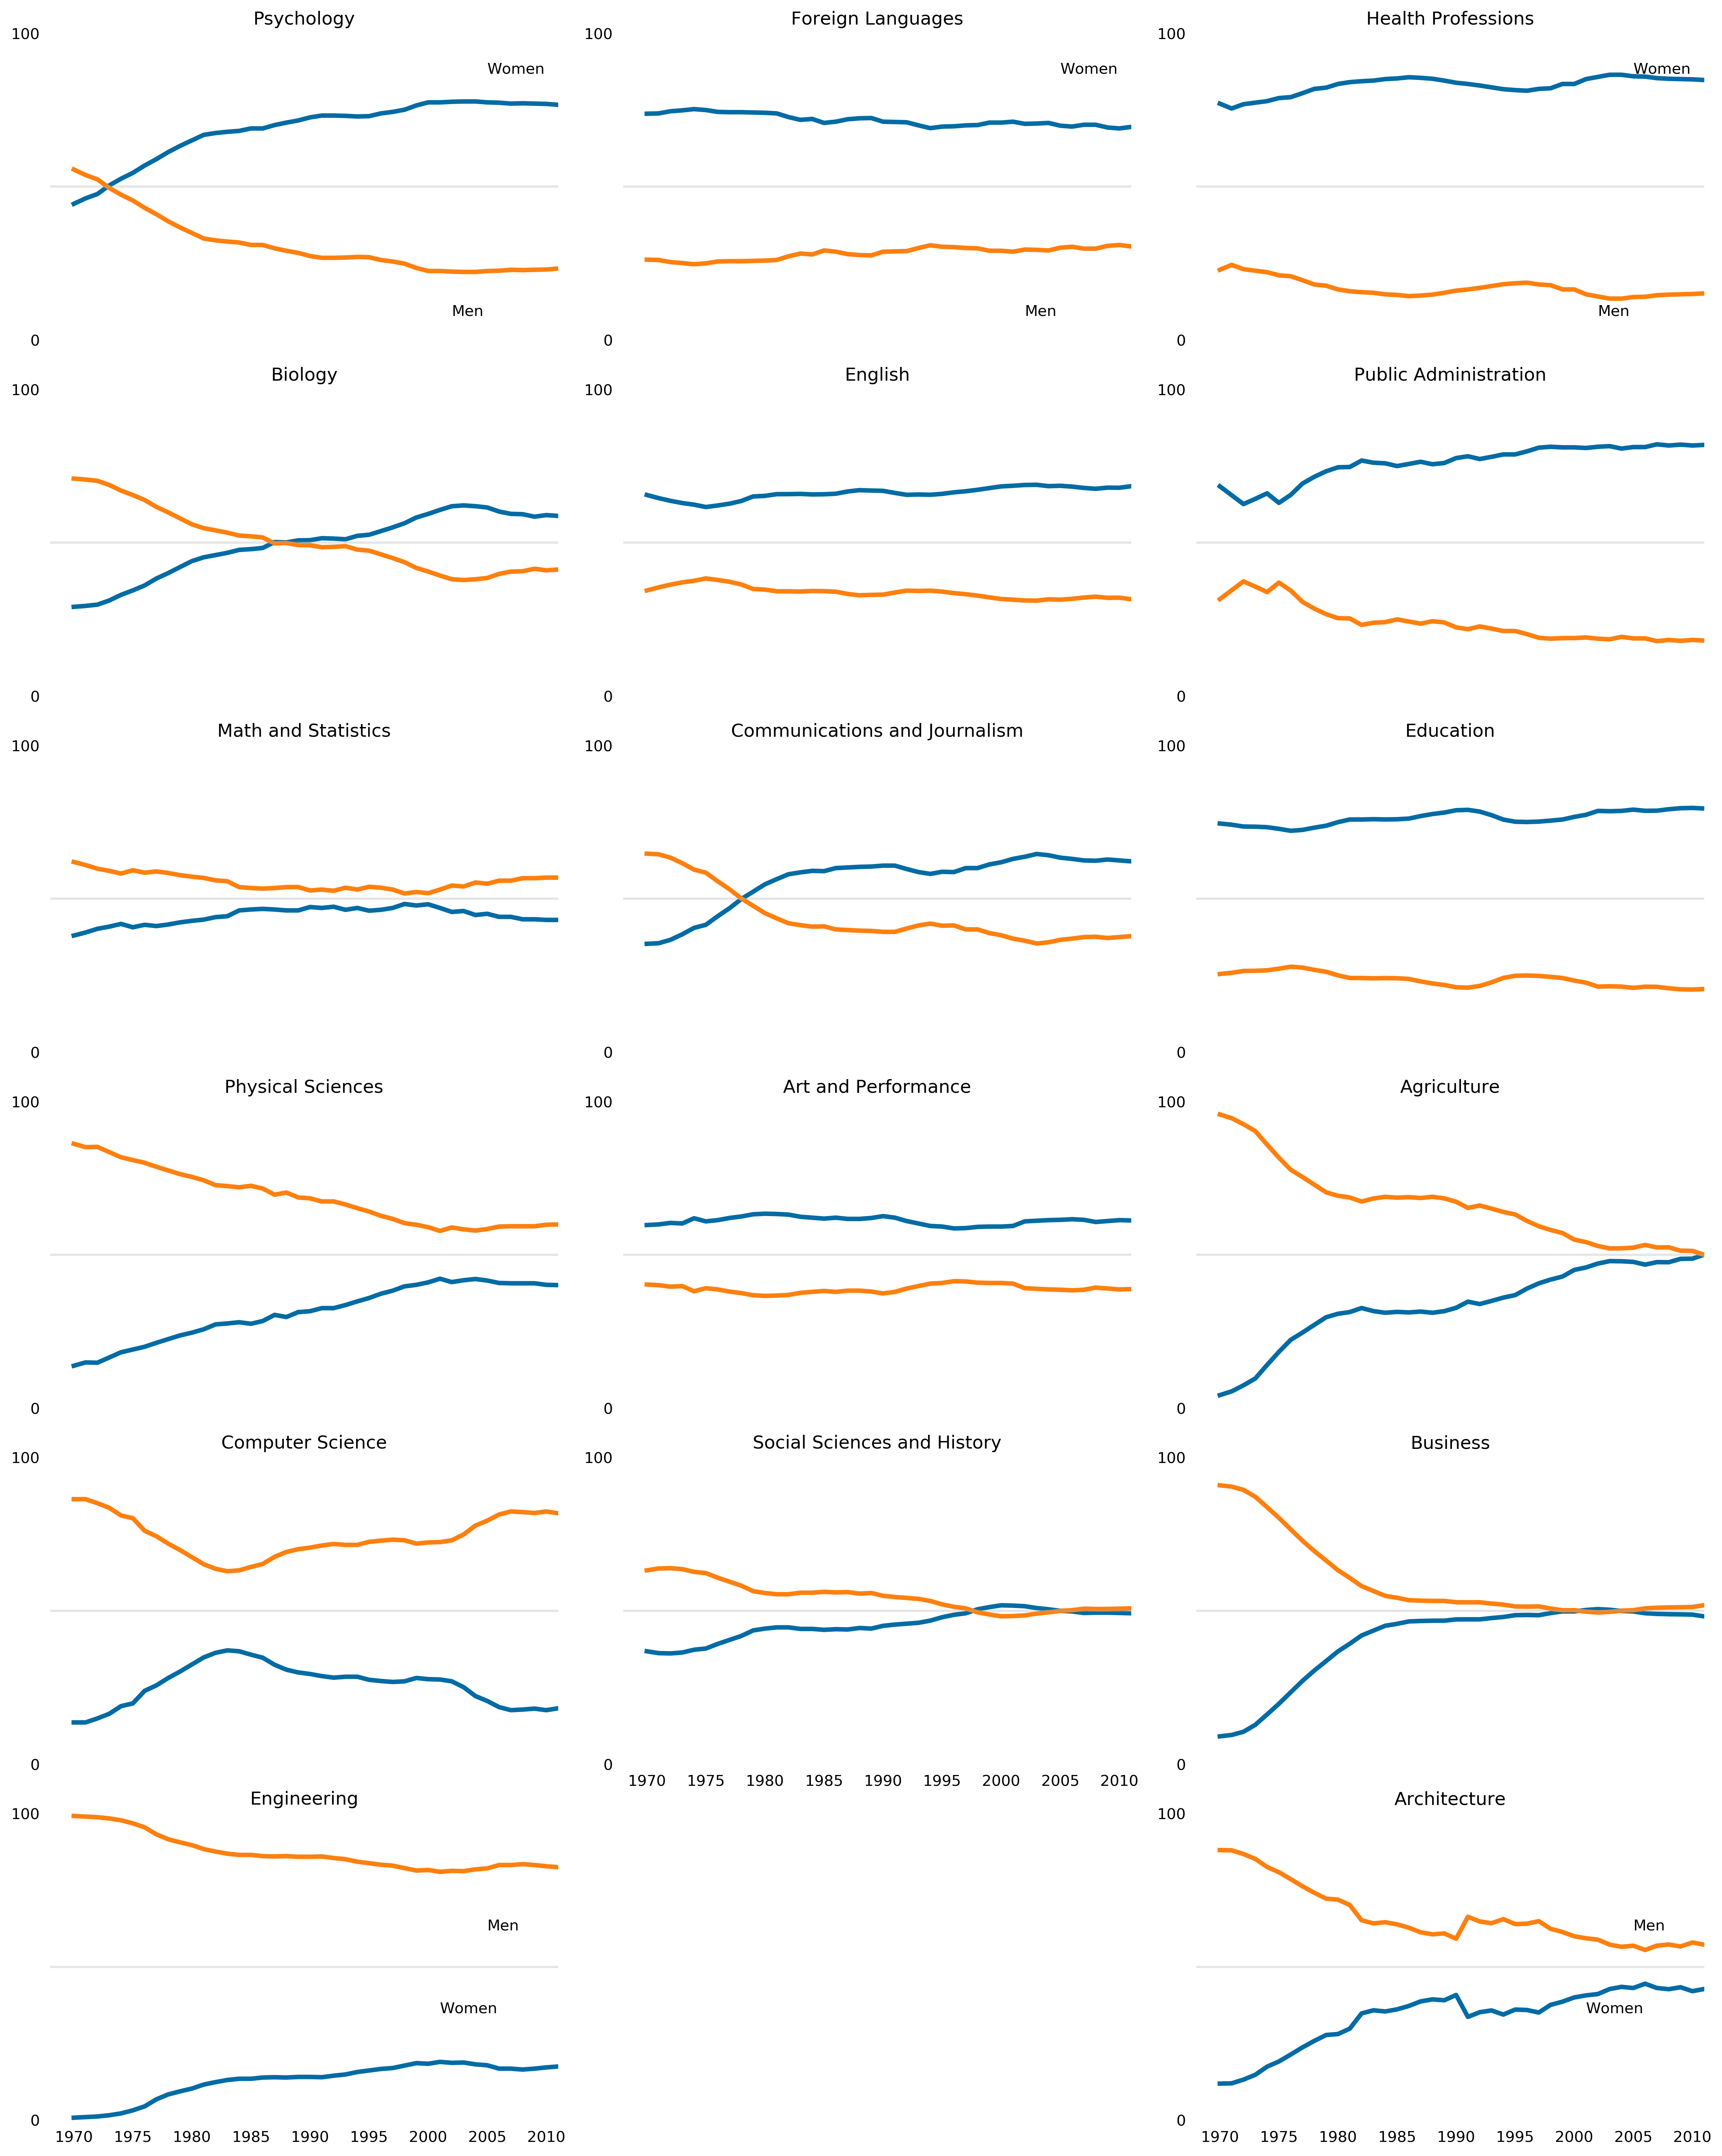 Psychology
Foreign Languages
Health Professions
100
100
100
Women
Women
Women
Men
Men
Men
0
0
0
Biology
English
Public Administration
100
100
100
0
0
0
Math and Statistics
Communications and Journalism
Education
100
100
100
0
0
0
Physical Sciences
Art and Performance
Agriculture
100
100
100
0
0
0
Computer Science
Social Sciences and History
Business
100
100
100
0
0
0
1970 1975 1980 1985 1990 1995 2000 2005 2010
Engineering
Architecture
100
100
Men
Men
Women
Women
0
0
1970 1975 1980 1985 1990 1995 2000 2005 2010
1970 1975 1980 1985 1990 1995 2000 2005 2010